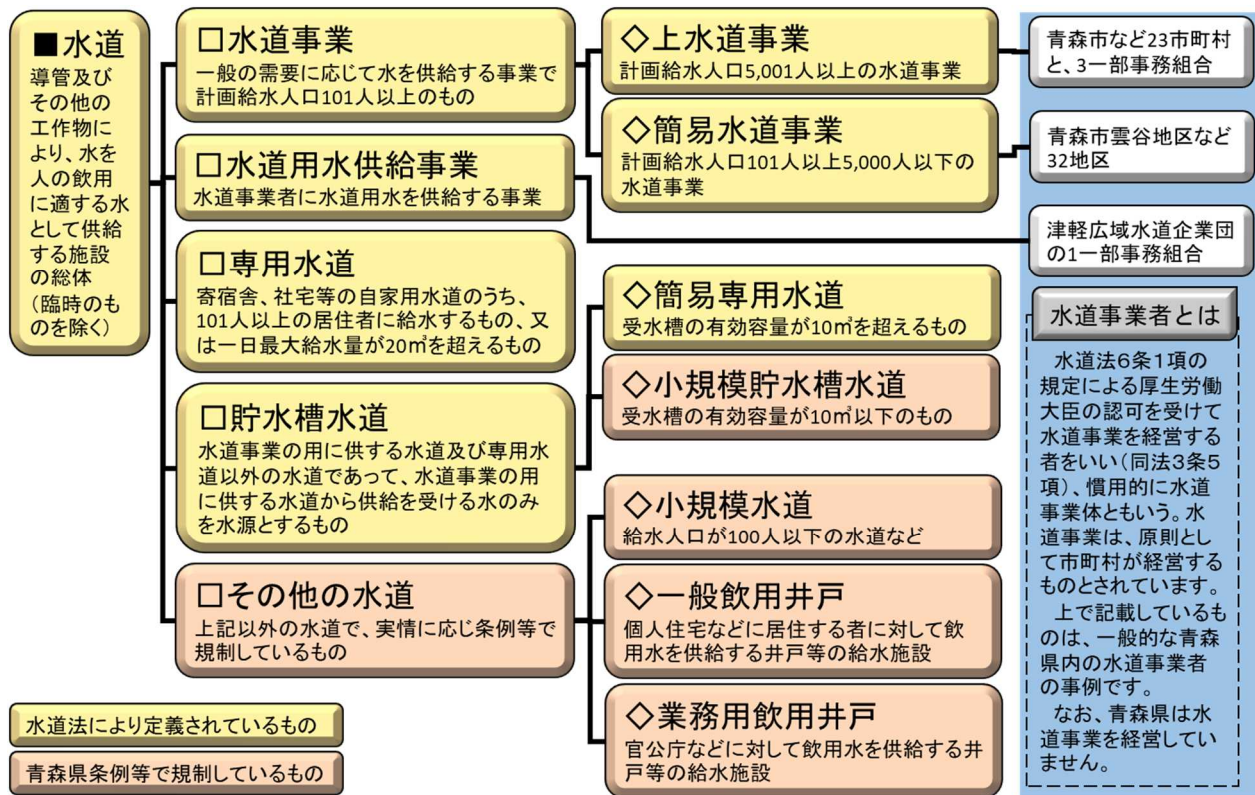 ■水道
導管及び
その他の
工作物に
より、水を
人の飲用
に適する水
として供給
する施設
の総体
(臨時のも
のを除く)
□水道事業
一般の需要に応じて水を供給する事業で
計画給水人口101人以上のもの
□水道用水供給事業
水道事業者に水道用水を供給する事業
□専用水道
寄宿舎、社宅等の自家用水道のうち、
101人以上の居住者に給水するもの、又
は一日最大給水量が20㎥を超えるもの
□貯水槽水道
水道事業の用に供する水道及び専用水
道以外の水道であって、水道事業の用
に供する水道から供給を受ける水のみ
を水源とするもの
□その他の水道
上記以外の水道で、実情に応じ条例等で
規制しているもの
◇上水道事業
計画給水人口5,001人以上の水道事業
◇簡易水道事業
計画給水人口101人以上5,000人以下の
水道事業
◇簡易専用水道
受水槽の有効容量が10㎥を超えるもの
◇小規模貯水槽水道
受水槽の有効容量が10㎥以下のもの
◇小規模水道
給水人口が100人以下の水道など
◇一般飲用井戸
個人住宅などに居住する者に対して飲
用水を供給する井戸等の給水施設
◇業務用飲用井戸
官公庁などに対して飲用水を供給する井
戸等の給水施設
青森市など23市町村
と、3一部事務組合
青森市雲谷地区など
32地区
津軽広域水道企業団
の1一部事務組合
水道事業者とは
水道法6条1項の
規定による厚生労働
大臣の認可を受けて
水道事業を経営する
者をいい(同法3条5
項)、慣用的に水道
事業体ともいう。水
道事業は、原則とし
て市町村が経営する
ものとされています。
上で記載しているも
のは、一般的な青森
県内の水道事業者
の事例です。
なお、青森県は水
道事業を経営してい
ません。
水道法により定義されているもの
青森県条例等で規制しているもの